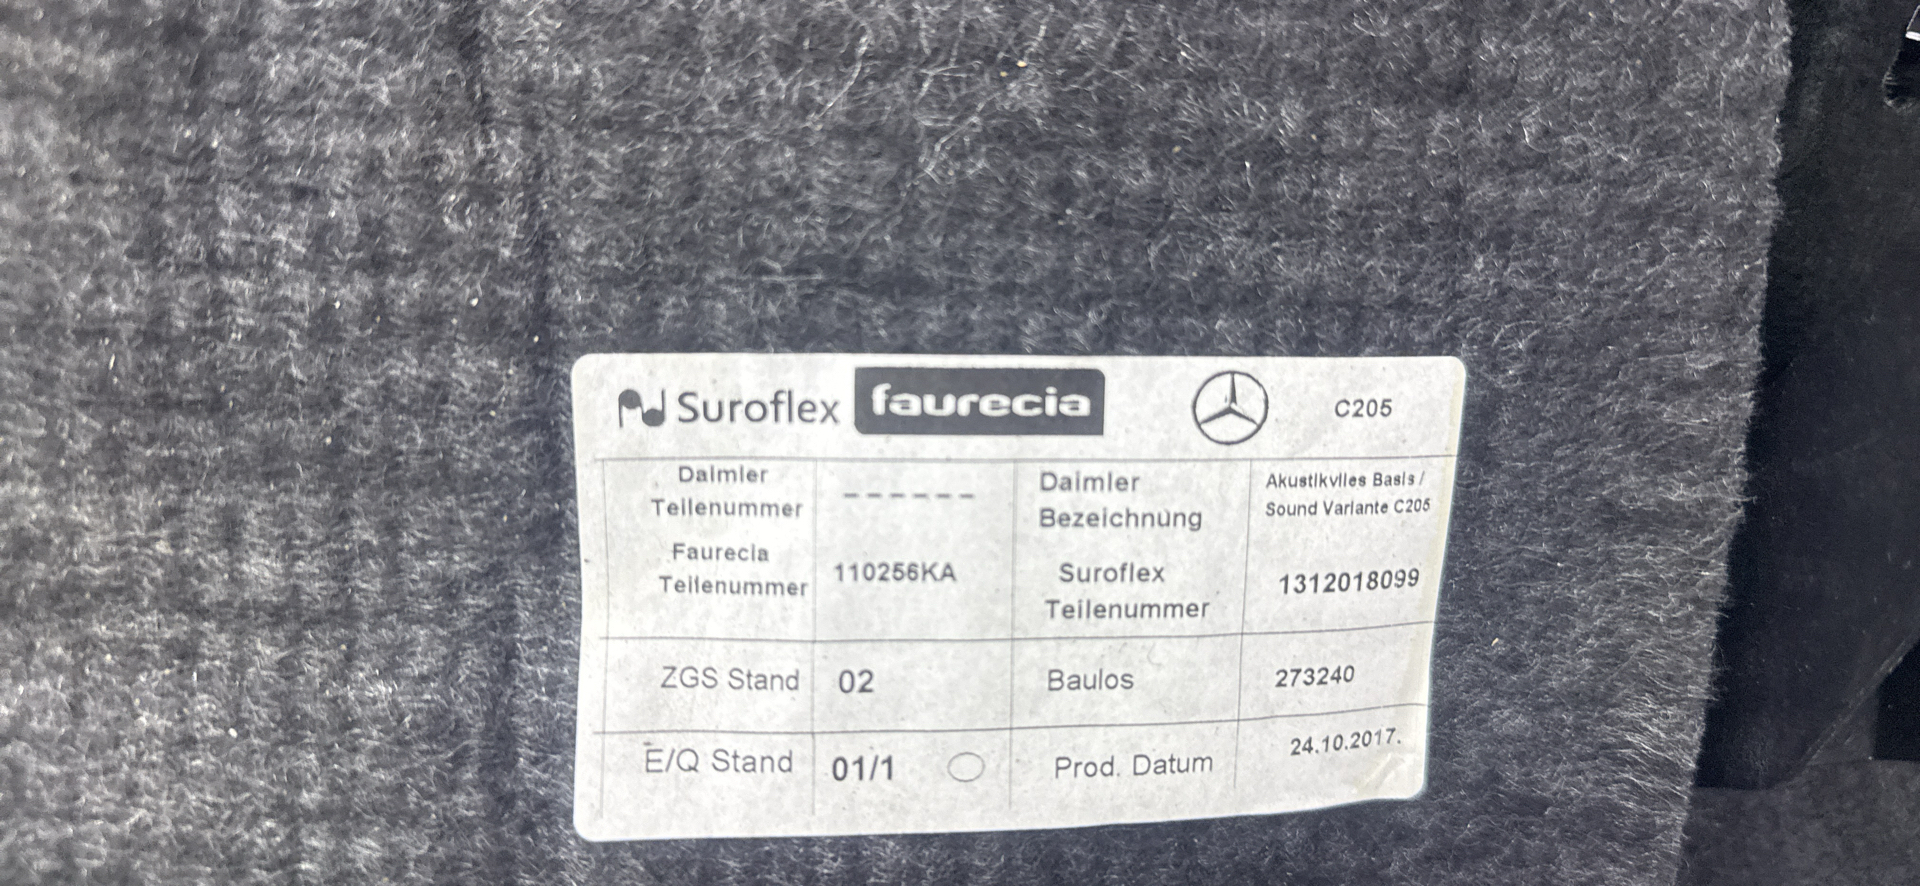 Suroflex faurecia C205
Daimler
Teilenummer
------
Daimler
Bezeichnung
Akustikvlies Basis /
Sound Variante C205
Faurecia
Teilenummer
110256KA
Suroflex
Teilenummer
1312018099
ZGS Stand 02 Baulos 273240
E/Q Stand 01/1 Prod. Datum 24.10.2017.